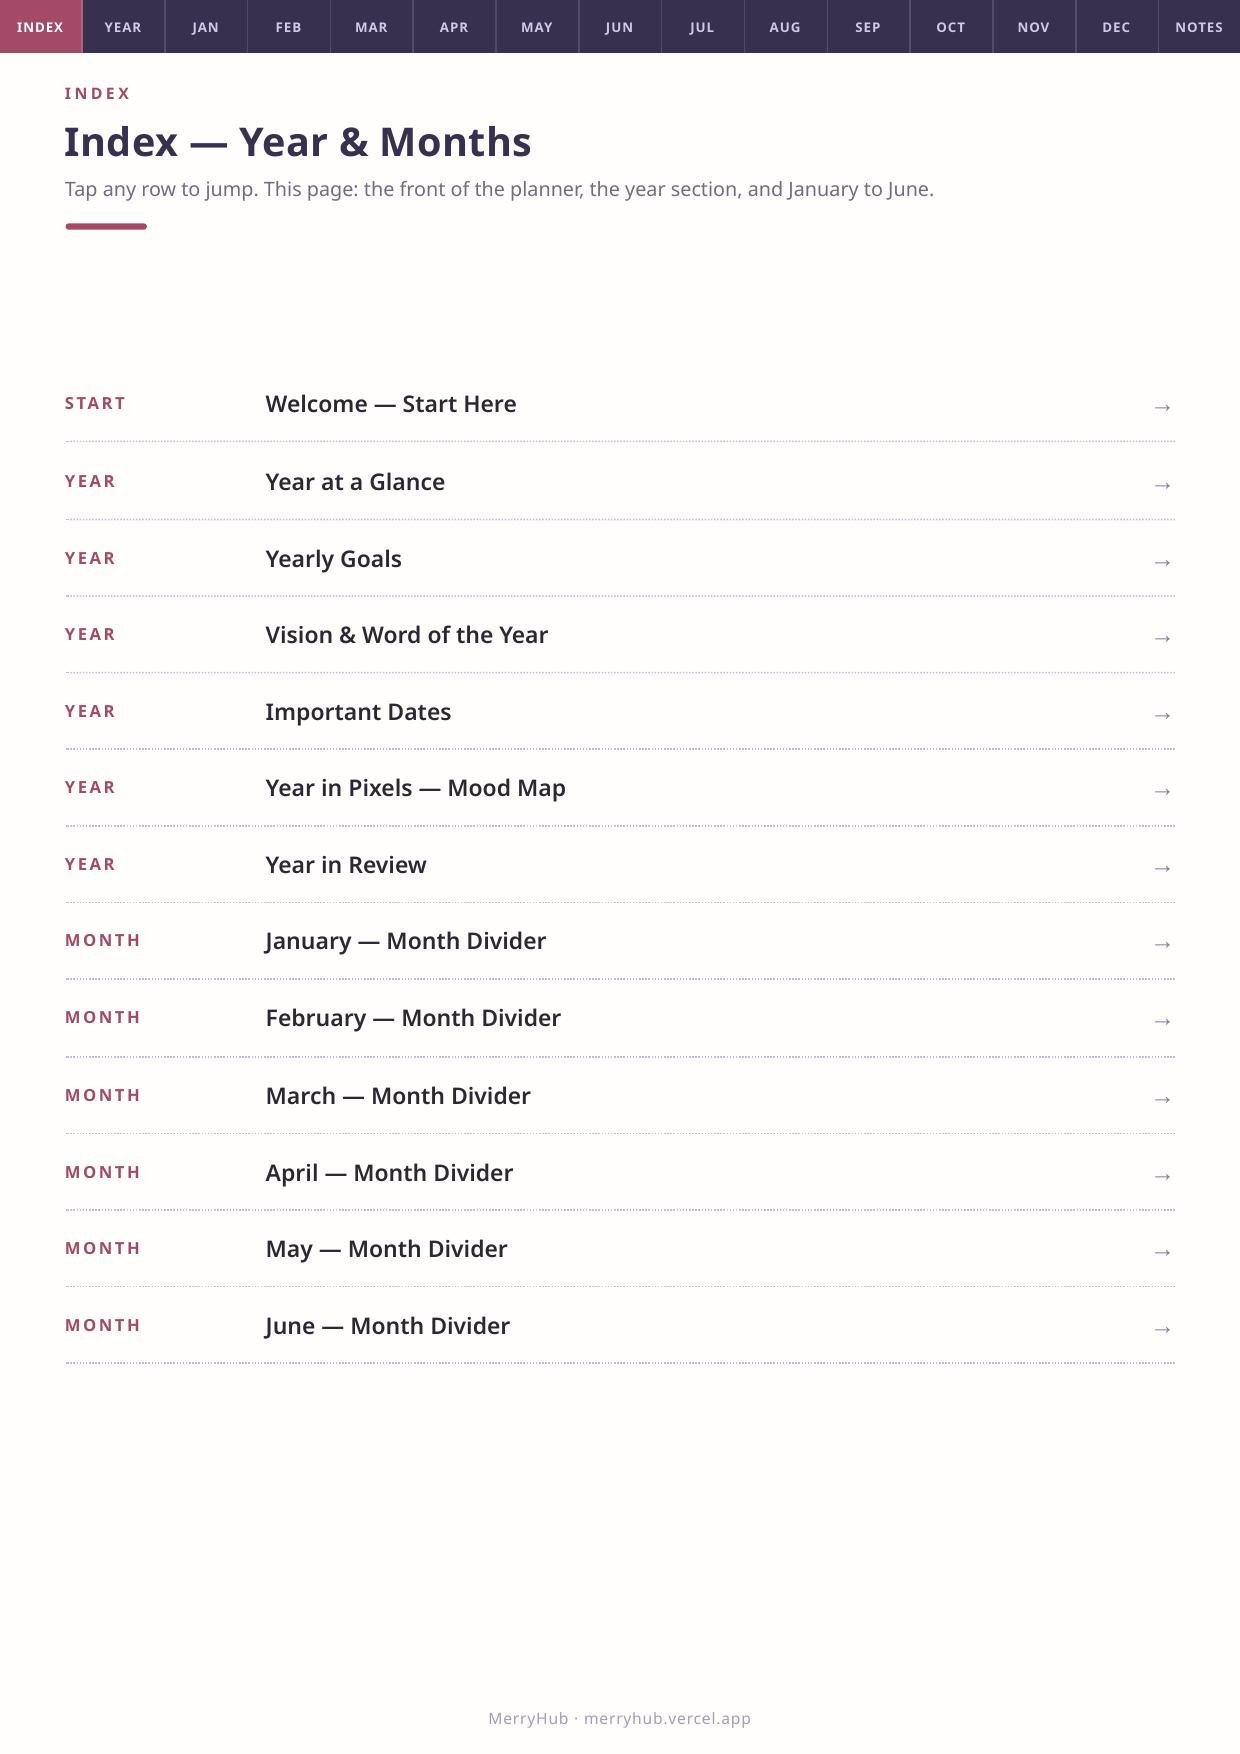 INDEX YEAR JAN FEB MAR APR MAY JUN JUL AUG SEP OCT NOV DEC NOTES
INDEX
Index — Year & Months
Tap any row to jump. This page: the front of the planner, the year section, and January to June.
START Welcome — Start Here →
YEAR Year at a Glance →
YEAR Yearly Goals →
YEAR Vision & Word of the Year →
YEAR Important Dates →
YEAR Year in Pixels — Mood Map →
YEAR Year in Review →
MONTH January — Month Divider →
MONTH February — Month Divider →
MONTH March — Month Divider →
MONTH April — Month Divider →
MONTH May — Month Divider →
MONTH June — Month Divider →
MerryHub · merryhub.vercel.app